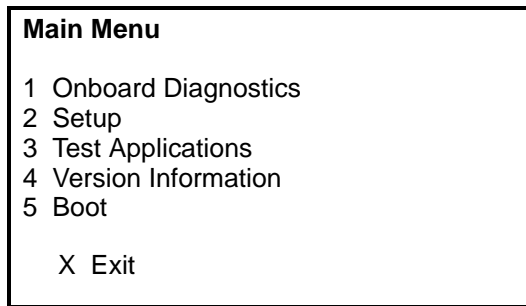 Main Menu
1 Onboard Diagnostics
2 Setup
3 Test Applications
4 Version Information
5 Boot
X Exit